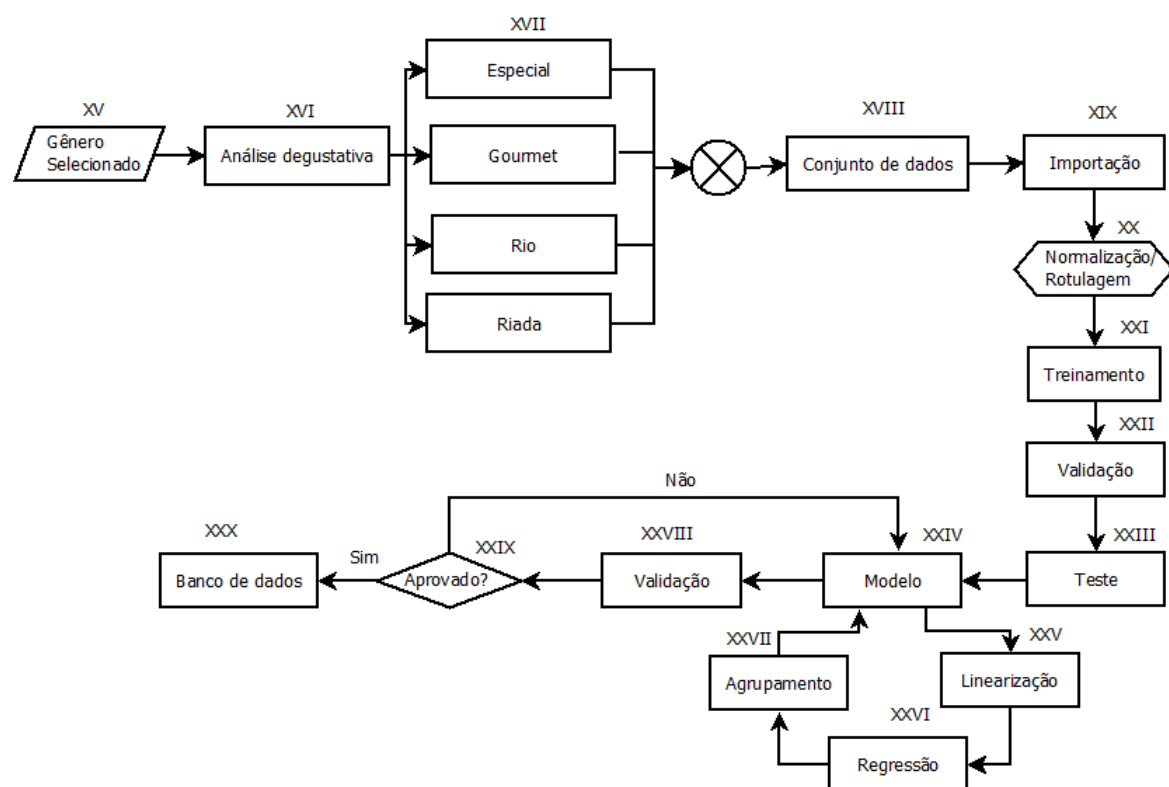 XVII
Especial
XV
Gênero
Selecionado
XVI
Análise degustativa
Gourmet
Rio
Riada
XVIII
Conjunto de dados
XIX
Importação
XX
Normalização/
Rotulagem
XXI
Treinamento
XXII
Validação
XXIII
Teste
XXIV
Modelo
XXV
Linearização
XXVI
Regressão
XXVII
Agrupamento
XXVIII
Validação
XXIX
Aprovado?
Não
Sim
XXX
Banco de dados